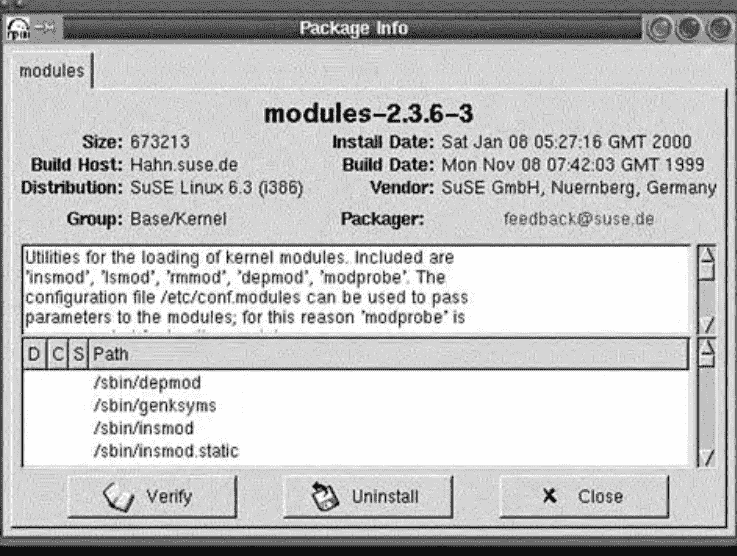 Package Info
modules
modules-2.3.6-3
Size: 673213 Install Date: Sat Jan 08 05:27:16 GMT 2000
Build Host: Hahn.suse.de Build Date: Mon Nov 08 07:42:03 GMT 1999
Distribution: SuSE Linux 6.3 (i386) Vendor: SuSE GmbH, Nuernberg, Germany
Group: Base/Kernel Packager: feedback@suse.de
Utilities for the loading of kernel modules. Included are
'insmod', 'lsmod', 'rmmod', 'depmod', 'modprobe'. The
configuration file /etc/conf.modules can be used to pass
parameters to the modules; for this reason 'modprobe' is
D C S Path
/sbin/depmod
/sbin/genksyms
/sbin/insmod
/sbin/insmod.static
Verify Uninstall Close